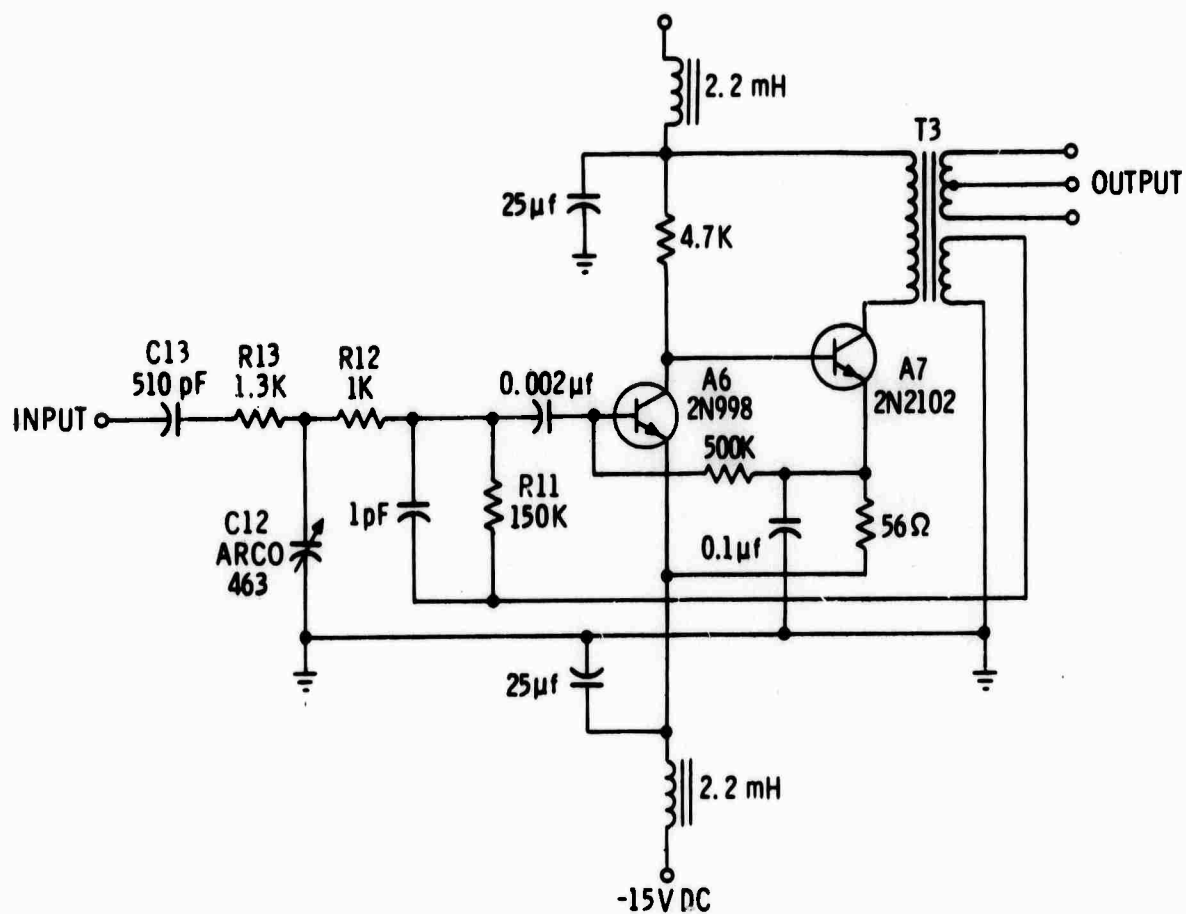 2.2 mH
T3
25µf
OUTPUT
4.7K
C13
510 pF
R13
1.3K
R12
1K
0.002µf
A6
2N998
A7
2N2102
INPUT
500K
R11
150K
1pF
C12
ARCO
463
0.1µf
56Ω
25µf
2.2 mH
-15V DC